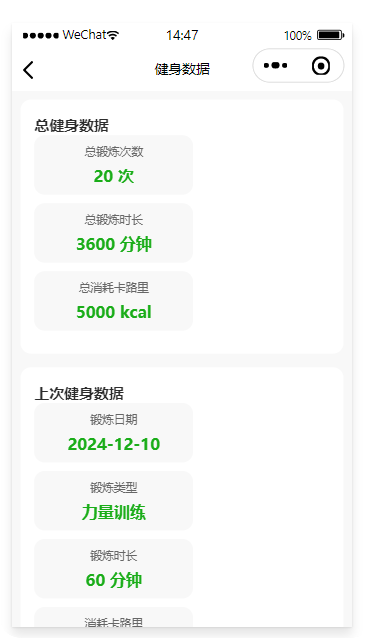 WeChat 14:47 100%
健身数据
总健身数据
总锻炼次数
20 次
总锻炼时长
3600 分钟
总消耗卡路里
5000 kcal
上次健身数据
锻炼日期
2024-12-10
锻炼类型
力量训练
锻炼时长
60 分钟
消耗卡路里